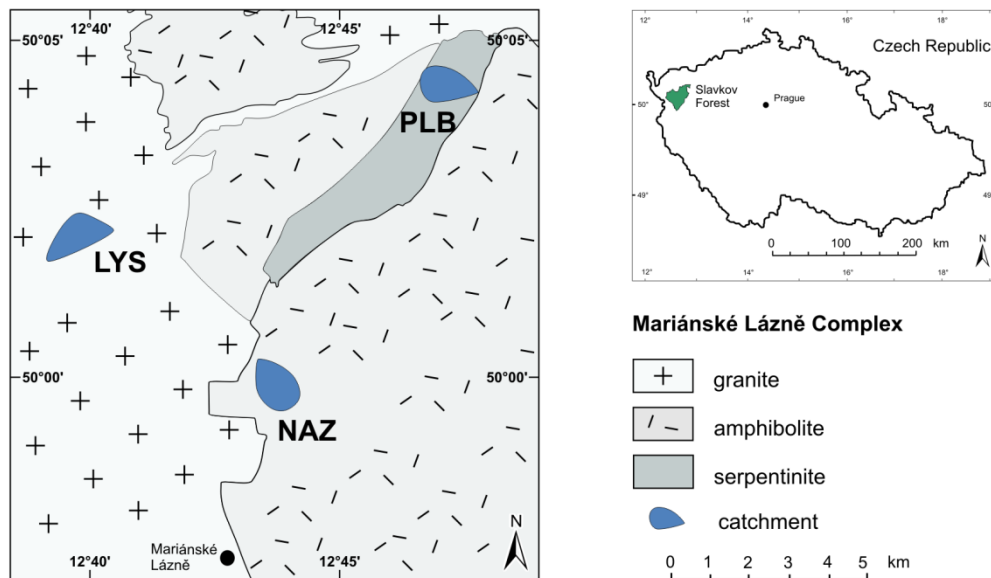 12°40'
12°45'
50°05'
50°05'
PLB
LYS
50°00'
50°00'
NAZ
Mariánské
Lázně
12°40'
12°45'
N
12°
14°
16°
18°
Czech Republic
Slavkov
Forest
Prague
50°
50
49°
49
0 100 200 km
N
12°
14°
16°
18°
Mariánské Lázně Complex
granite
amphibolite
serpentinite
catchment
0 1 2 3 4 5 km